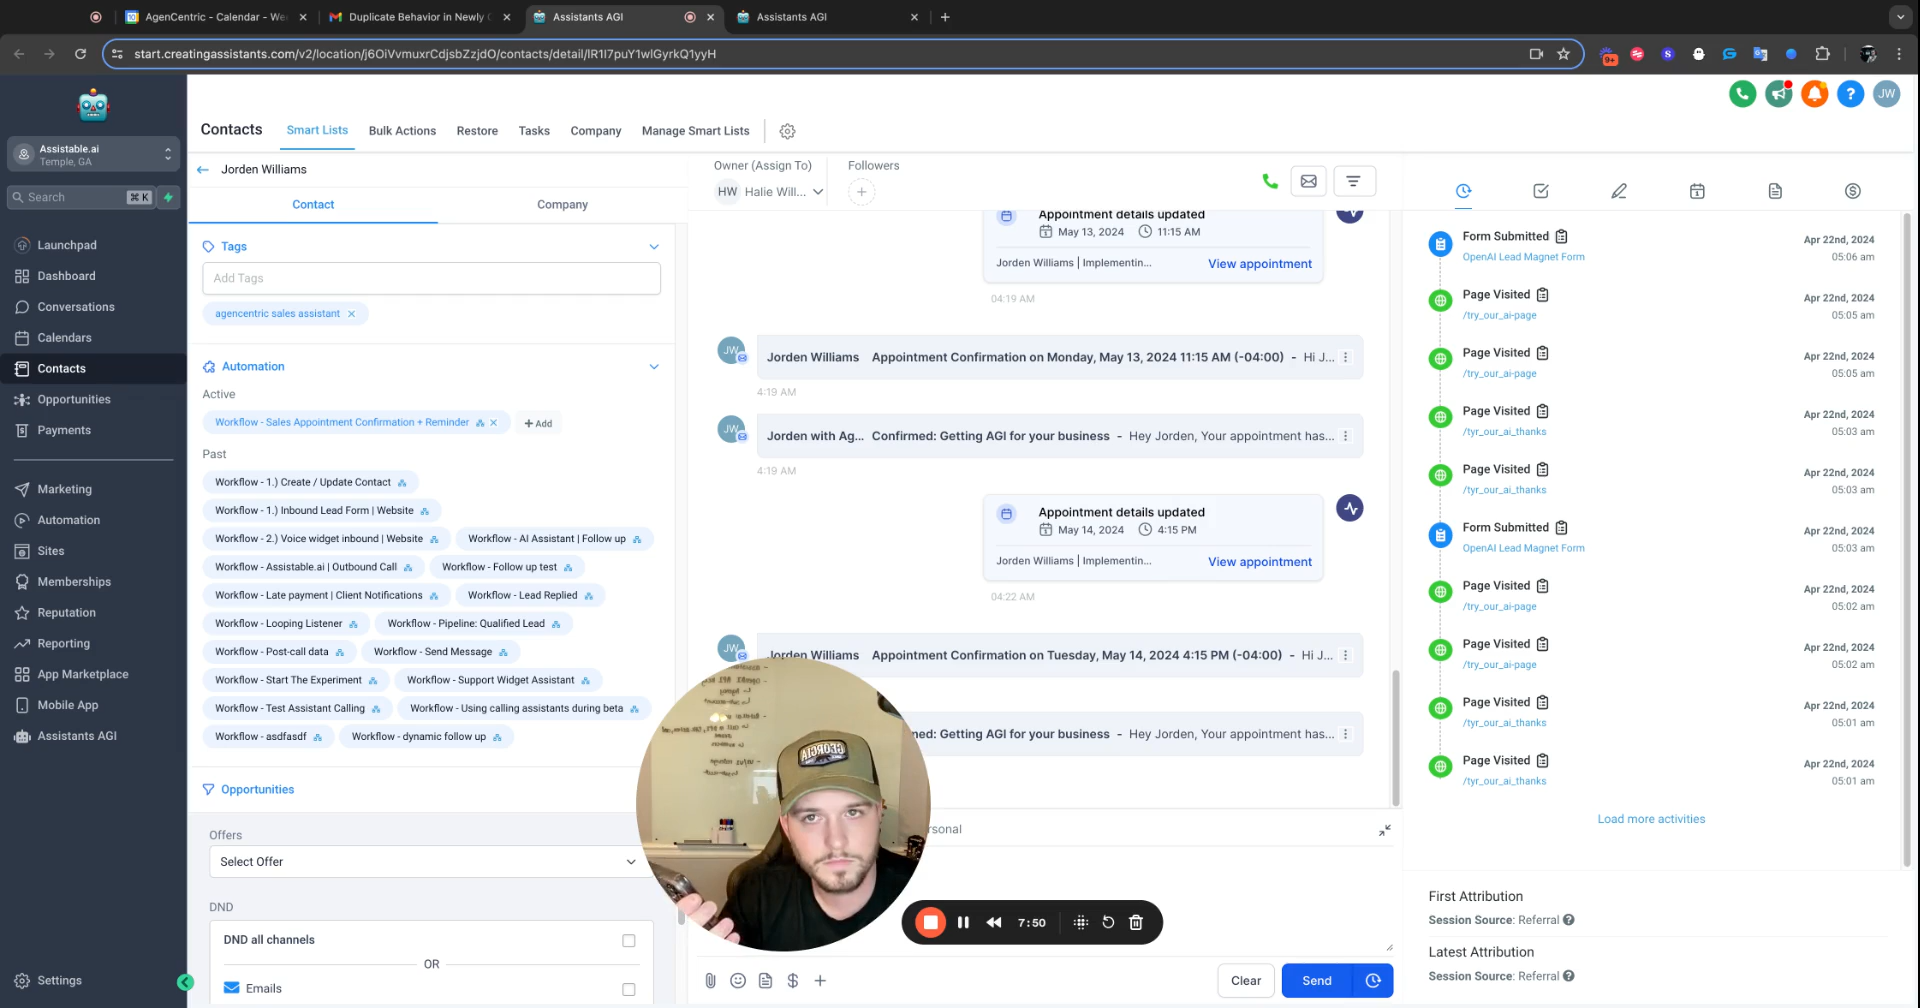 AgenCentric - Calendar - We
Duplicate Behavior in Newly
Assistants AGI
Assistants AGI
start.creatingassistants.com/v2/location/j6OiVvmuxrCdjsbZzjdO/contacts/detail/lR1I7puY1wlGyrkQ1yyH
9+
Assistable.ai
Temple, GA
Search
⌘ K
Launchpad
Dashboard
Conversations
Calendars
Contacts
Opportunities
Payments
Marketing
Automation
Sites
Memberships
Reputation
Reporting
App Marketplace
Mobile App
Assistants AGI
Settings
JW
Contacts
Smart Lists
Bulk Actions
Restore
Tasks
Company
Manage Smart Lists
Jorden Williams
Contact
Company
Tags
Add Tags
agencentric sales assistant
Automation
Active
Workflow - Sales Appointment Confirmation + Reminder
+ Add
Past
Workflow - 1.) Create / Update Contact
Workflow - 1.) Inbound Lead Form | Website
Workflow - 2.) Voice widget inbound | Website
Workflow - AI Assistant | Follow up
Workflow - Assistable.ai | Outbound Call
Workflow - Follow up test
Workflow - Late payment | Client Notifications
Workflow - Lead Replied
Workflow - Looping Listener
Workflow - Pipeline: Qualified Lead
Workflow - Post-call data
Workflow - Send Message
Workflow - Start The Experiment
Workflow - Support Widget Assistant
Workflow - Test Assistant Calling
Workflow - Using calling assistants during beta
Workflow - asdfasdf
Workflow - dynamic follow up
Opportunities
Offers
Select Offer
DND
DND all channels
OR
Emails
Owner (Assign To)
HW Halie Will...
Followers
Appointment details updated
May 13, 2024 11:15 AM
Jorden Williams | Implementin...
View appointment
04:19 AM
JW
Jorden Williams Appointment Confirmation on Monday, May 13, 2024 11:15 AM (-04:00) - Hi J...
4:19 AM
JW
Jorden with Ag... Confirmed: Getting AGI for your business - Hey Jorden, Your appointment has...
4:19 AM
Appointment details updated
May 14, 2024 4:15 PM
Jorden Williams | Implementin...
View appointment
04:22 AM
JW
Jorden Williams Appointment Confirmation on Tuesday, May 14, 2024 4:15 PM (-04:00) - Hi J...
ned: Getting AGI for your business - Hey Jorden, Your appointment has...
GEORGIA
rsonal
7:50
Clear
Send
Form Submitted
OpenAI Lead Magnet Form
Apr 22nd, 2024
05:06 am
Page Visited
/try_our_ai-page
Apr 22nd, 2024
05:05 am
Page Visited
/try_our_ai-page
Apr 22nd, 2024
05:05 am
Page Visited
/tyr_our_ai_thanks
Apr 22nd, 2024
05:03 am
Page Visited
/tyr_our_ai_thanks
Apr 22nd, 2024
05:03 am
Form Submitted
OpenAI Lead Magnet Form
Apr 22nd, 2024
05:03 am
Page Visited
/try_our_ai-page
Apr 22nd, 2024
05:02 am
Page Visited
/try_our_ai-page
Apr 22nd, 2024
05:02 am
Page Visited
/tyr_our_ai_thanks
Apr 22nd, 2024
05:01 am
Page Visited
/tyr_our_ai_thanks
Apr 22nd, 2024
05:01 am
Load more activities
First Attribution
Session Source: Referral
Latest Attribution
Session Source: Referral